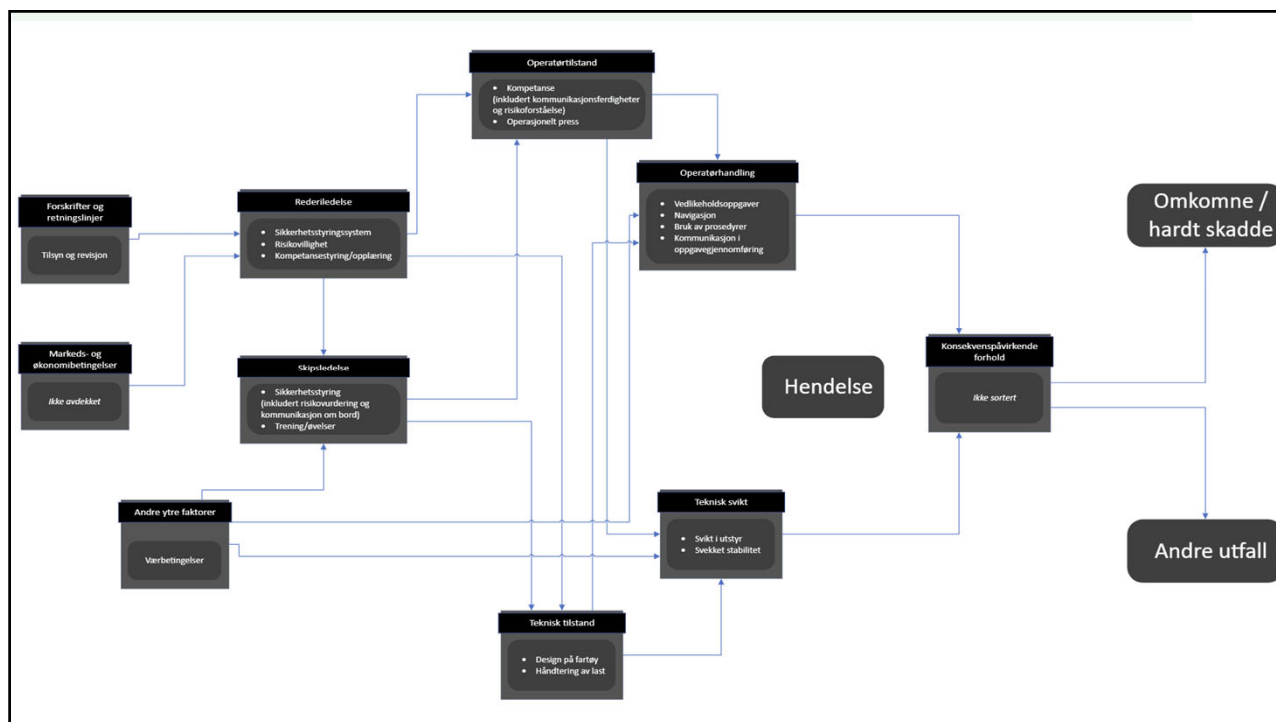 Operatørtilstand
• Kompetanse
(inkludert kommunikasjonsferdigheter
og risikoforståelse)
• Operasjonelt press
Operatørhandling
• Vedlikeholdsoppgaver
• Navigasjon
• Bruk av prosedyrer
• Kommunikasjon i
oppgavegjennomføring
Forskrifter og
retningslinjer
Tilsyn og revisjon
Rederiledelse
• Sikkerhetsstyringssystem
• Risikovillighet
• Kompetansestyring/opplæring
Omkomne /
hardt skadde
Markeds- og
økonomibetingelser
Ikke avdekket
Skipsledelse
• Sikkerhetsstyring
(inkludert risikovurdering og
kommunikasjon om bord)
• Trening/øvelser
Hendelse
Konsekvenspåvirkende
forhold
Ikke sortert
Andre ytre faktorer
Værbetingelser
Teknisk svikt
• Svikt i utstyr
• Svekket stabilitet
Andre utfall
Teknisk tilstand
• Design på fartøy
• Håndtering av last